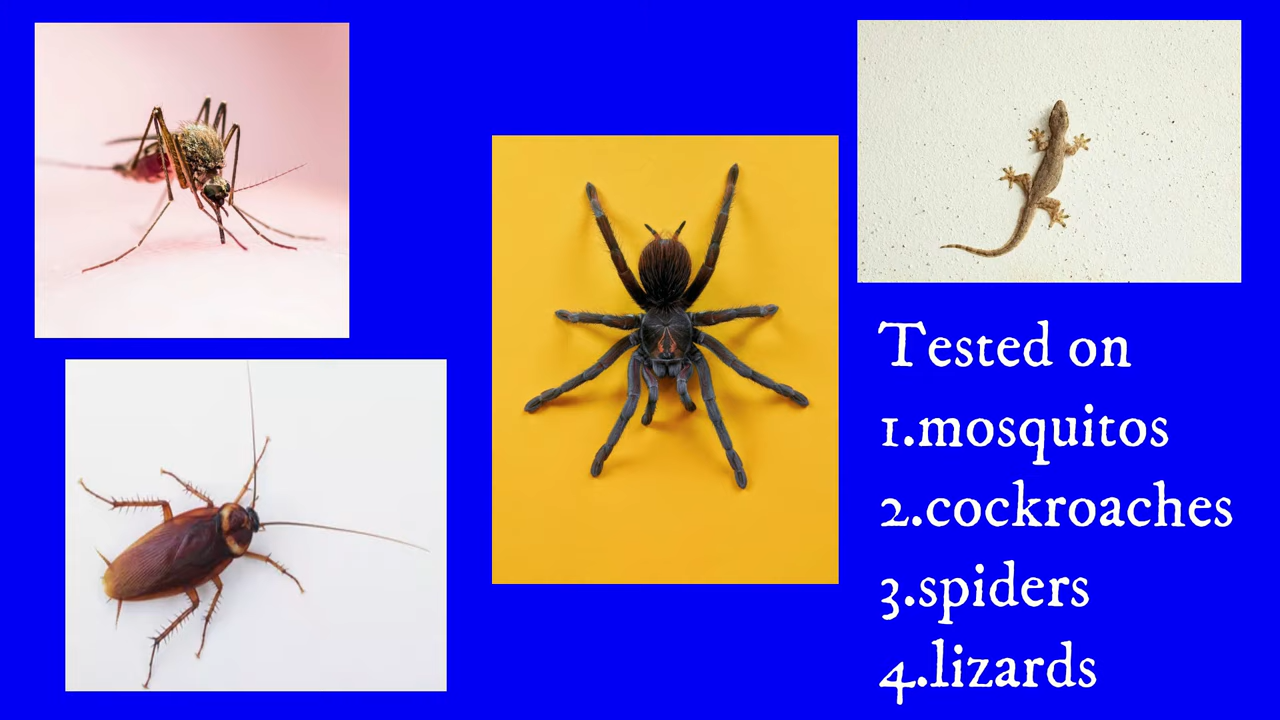 Tested on
1.mosquitos
2.cockroaches
3.spiders
4.lizards